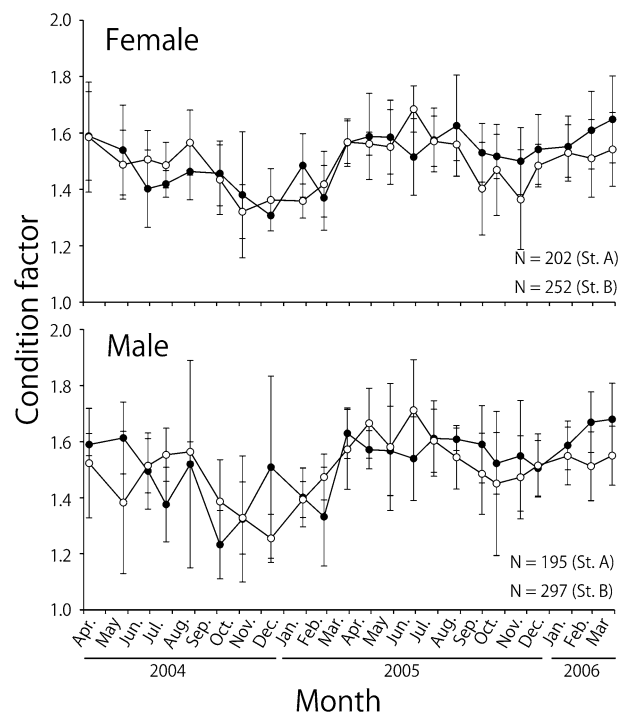 Condition factor
2.0
Female
1.8
1.6
1.4
1.2
N = 202 (St. A)
N = 252 (St. B)
1.0
2.0
Male
1.8
1.6
1.4
1.2
N = 195 (St. A)
N = 297 (St. B)
1.0
Apr. May Jun. Jul. Aug. Sep. Oct. Nov. Dec. Jan. Feb. Mar. Apr. May Jun. Jul. Aug. Sep. Oct. Nov. Dec. Jan. Feb. Mar
2004 2005 2006
Month